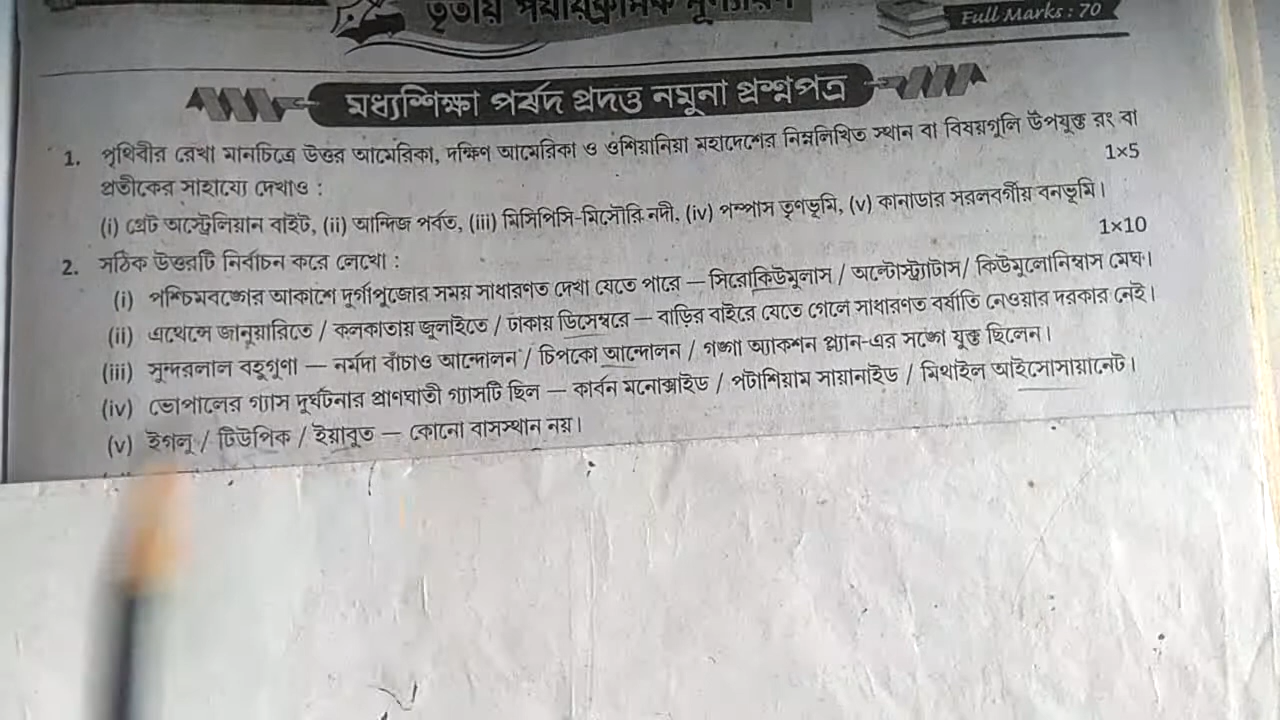 তৃতীয় পর্যায়ক্রমিক মূল্যায়ন
Full Marks : 70
মধ্যশিক্ষা পর্ষদ প্রদত্ত নমুনা প্রশ্নপত্র
1. পৃথিবীর রেখা মানচিত্রে উত্তর আমেরিকা, দক্ষিণ আমেরিকা ও ওশিয়ানিয়া মহাদেশের নিম্নলিখিত স্থান বা বিষয়গুলি উপযুক্ত রং বা
প্রতীকের সাহায্যে দেখাও : 1×5
(i) গ্রেট অস্ট্রেলিয়ান বাইট, (ii) আন্দিজ পর্বত, (iii) মিসিসিপি-মিসৌরি নদী, (iv) পম্পাস তৃণভূমি, (v) কানাডার সরলবর্গীয় বনভূমি।
2. সঠিক উত্তরটি নির্বাচন করে লেখো : 1×10
(i) পশ্চিমবঙ্গের আকাশে দুর্গাপুজোর সময় সাধারণত দেখা যেতে পারে — সিরোকিউমুলাস / অল্টোস্ট্র্যাটাস/ কিউমুলোনিম্বাস মেঘ।
(ii) এথেন্সে জানুয়ারিতে / কলকাতায় জুলাইতে / ঢাকায় ডিসেম্বরে — বাড়ির বাইরে যেতে গেলে সাধারণত বর্ষাতি নেওয়ার দরকার নেই।
(iii) সুন্দরলাল বহুগুণা — নর্মদা বাঁচাও আন্দোলন / চিপকো আন্দোলন / গঙ্গা অ্যাকশন প্ল্যান-এর সঙ্গে যুক্ত ছিলেন।
(iv) ভোপালের গ্যাস দুর্ঘটনার প্রাণঘাতী গ্যাসটি ছিল — কার্বন মনোক্সাইড / পটাশিয়াম সায়ানাইড / মিথাইল আইসোসায়ানেট।
(v) ইগলু / টিউপিক / ইয়াবুত — কোনো বাসস্থান নয়।